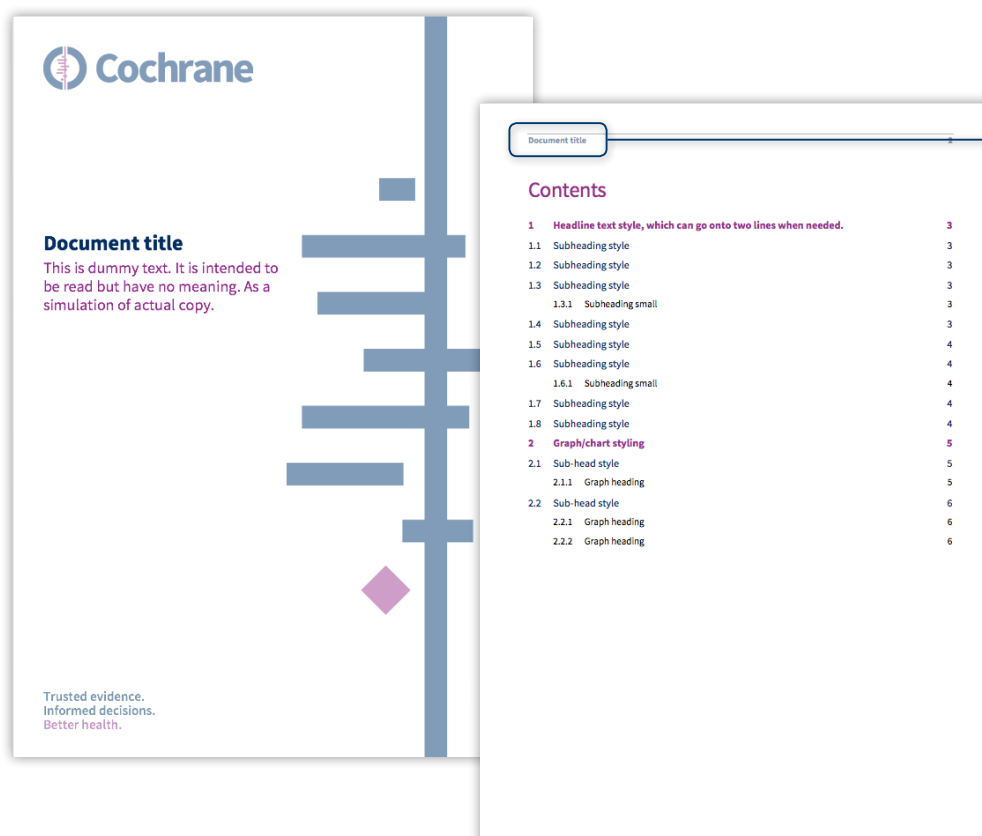 Cochrane
Document title
This is dummy text. It is intended to
be read but have no meaning. As a
simulation of actual copy.
Trusted evidence.
Informed decisions.
Better health.
Document title 2
Contents
1 Headline text style, which can go onto two lines when needed. 3
1.1 Subheading style 3
1.2 Subheading style 3
1.3 Subheading style 3
1.3.1 Subheading small 3
1.4 Subheading style 3
1.5 Subheading style 4
1.6 Subheading style 4
1.6.1 Subheading small 4
1.7 Subheading style 4
1.8 Subheading style 4
2 Graph/chart styling 5
2.1 Sub-head style 5
2.1.1 Graph heading 5
2.2 Sub-head style 6
2.2.1 Graph heading 6
2.2.2 Graph heading 6